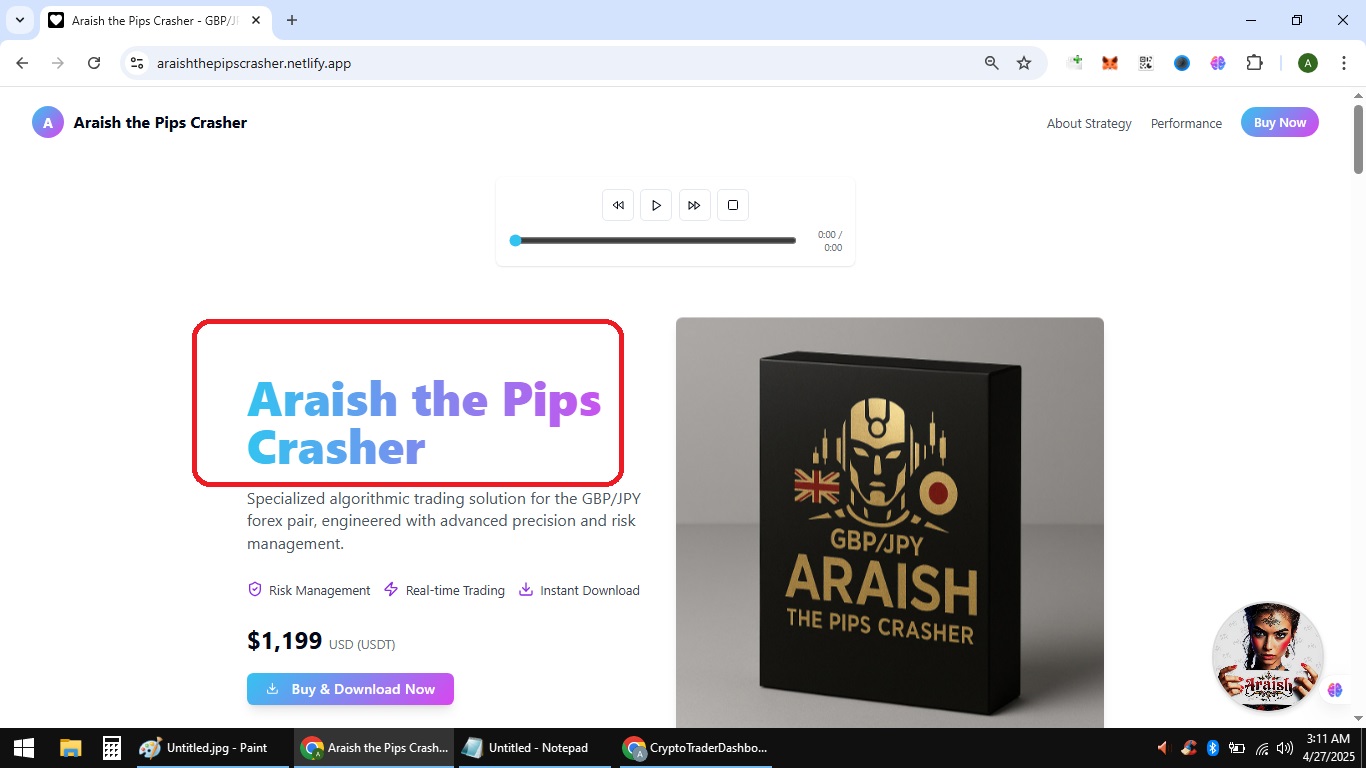 Araish the Pips Crasher - GBP/J
araishthepipscrasher.netlify.app
A
A
Araish the Pips Crasher
About Strategy
Performance
Buy Now
0:00 /
0:00
Araish the Pips
Crasher
Specialized algorithmic trading solution for the GBP/JPY
forex pair, engineered with advanced precision and risk
management.
Risk Management
Real-time Trading
Instant Download
$1,199 USD (USDT)
Buy & Download Now
GBP/JPY
ARAISH
THE PIPS CRASHER
Araish
Untitled.jpg - Paint
Araish the Pips Crash...
Untitled - Notepad
CryptoTraderDashbo...
3:11 AM
4/27/2025